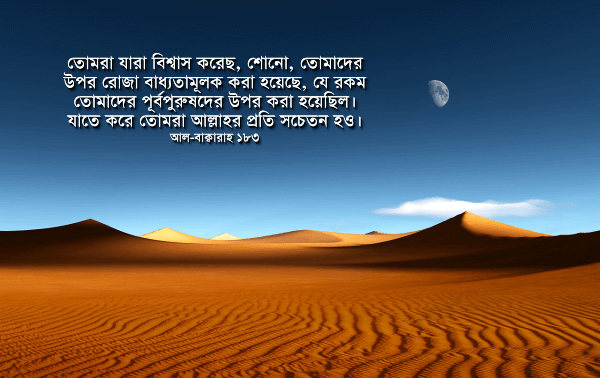 তোমরা যারা বিশ্বাস করেছ, শোনো, তোমাদের
উপর রোজা বাধ্যতামূলক করা হয়েছে, যে রকম
তোমাদের পূর্বপুরুষদের উপর করা হয়েছিল।
যাতে করে তোমরা আল্লাহর প্রতি সচেতন হও।
আল-বাক্বারাহ ১৮৩